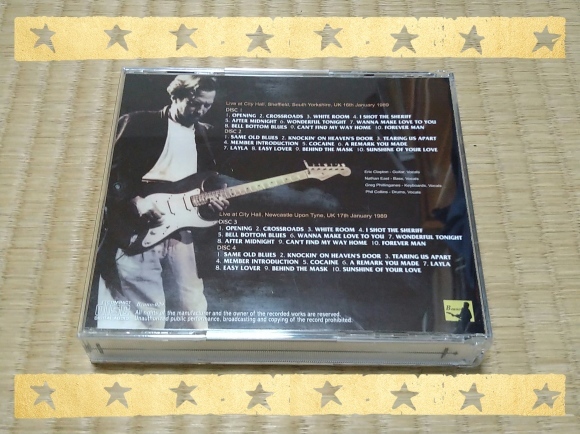 Live at City Hall, Sheffield, South Yorkshire, UK 16th January 1989
DISC 1
1. OPENING 2. CROSSROADS 3. WHITE ROOM 4. I SHOT THE SHERIFF
5. AFTER MIDNIGHT 6. WONDERFUL TONIGHT 7. WANNA MAKE LOVE TO YOU
8. BELL BOTTOM BLUES 9. CAN'T FIND MY WAY HOME 10. FOREVER MAN
DISC 2
1. SAME OLD BLUES 2. KNOCKIN ON HEAVEN'S DOOR 3. TEARING US APART
4. MEMBER INTRODUCTION 5. COCAINE 6. A REMARK YOU MADE
7. LAYLA 8. EASY LOVER 9. BEHIND THE MASK 10. SUNSHINE OF YOUR LOVE
Eric Clapton - Guitar, Vocals
Nathan East - Bass, Vocals
Greg Phillinganes - Keyboards, Vocals
Phil Collins - Drums, Vocals
Live at City Hall, Newcastle Upon Tyne, UK 17th January 1989
DISC 3
1. OPENING 2. CROSSROADS 3. WHITE ROOM 4. I SHOT THE SHERIFF
5. BELL BOTTOM BLUES 6. WANNA MAKE LOVE TO YOU 7. WONDERFUL TONIGHT
8. AFTER MIDNIGHT 9. CAN'T FIND MY WAY HOME 10. FOREVER MAN
DISC 4
1. SAME OLD BLUES 2. KNOCKIN' ON HEAVEN'S DOOR 3. TEARING US APART
4. MEMBER INTRODUCTION 5. COCAINE 6. A REMARK YOU MADE 7. LAYLA
8. EASY LOVER 9. BEHIND THE MASK 10. SUNSHINE OF YOUR LOVE
All rights of the manufacturer and the owner of the recorded works are reserved.
Unauthorized public performance, broadcasting and copying of the record prohibited.